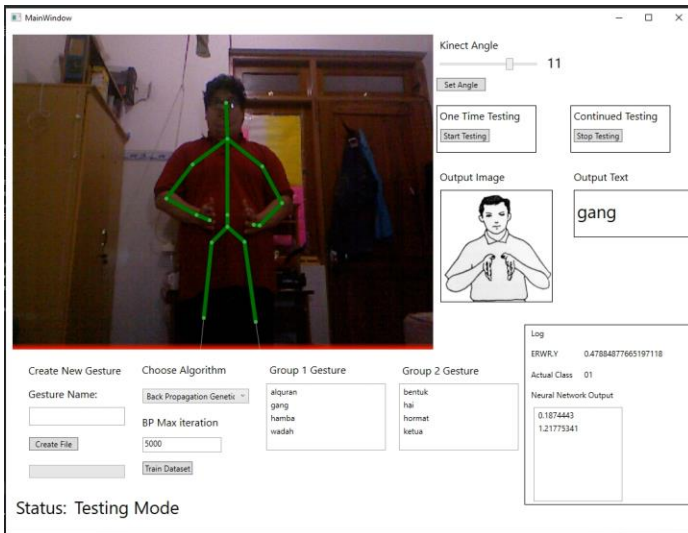 MainWindow
Kinect Angle
11
Set Angle
One Time Testing
Start Testing
Continued Testing
Stop Testing
Output Image
Output Text
gang
Log
ERWR.Y 0.47884877665197118
Actual Class 01
Neural Network Output
0.1874443
1.21775341
Create New Gesture
Gesture Name:
Create File
Choose Algorithm
Back Propagation Genetic
BP Max iteration
5000
Train Dataset
Group 1 Gesture
alquran
gang
hamba
wadah
Group 2 Gesture
bentuk
hai
hormat
ketua
Status: Testing Mode